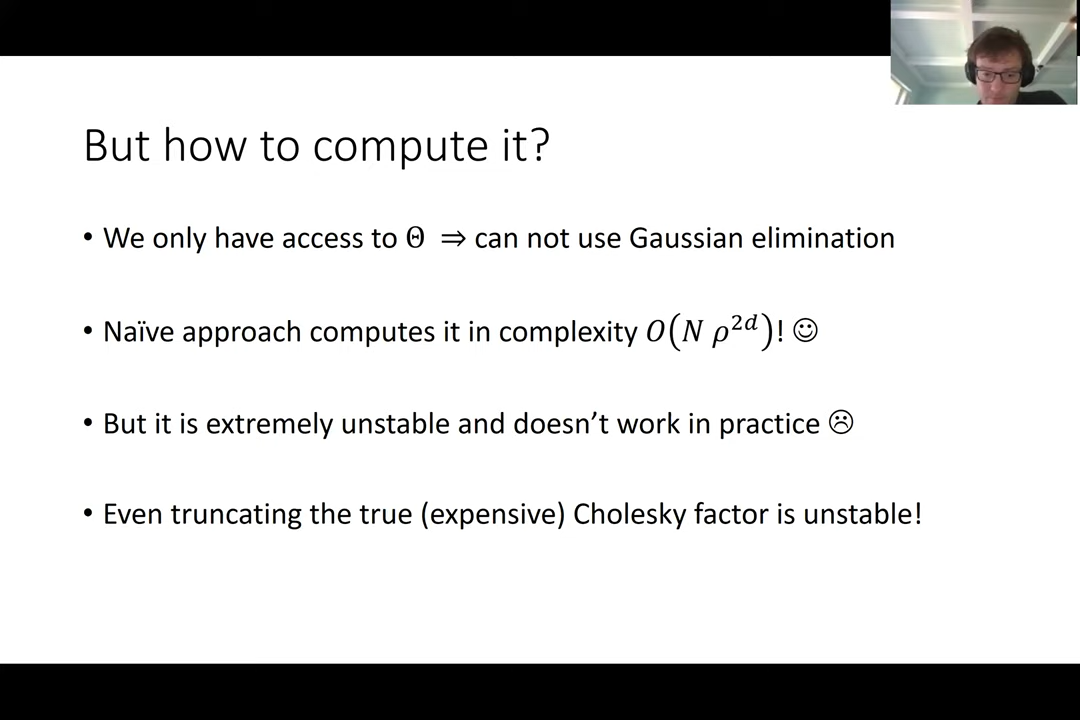 But how to compute it?
• We only have access to Θ ⇒ can not use Gaussian elimination
• Naïve approach computes it in complexity 𝑂(𝑁 𝜌^{2𝑑})! ☺
• But it is extremely unstable and doesn’t work in practice ☹
• Even truncating the true (expensive) Cholesky factor is unstable!